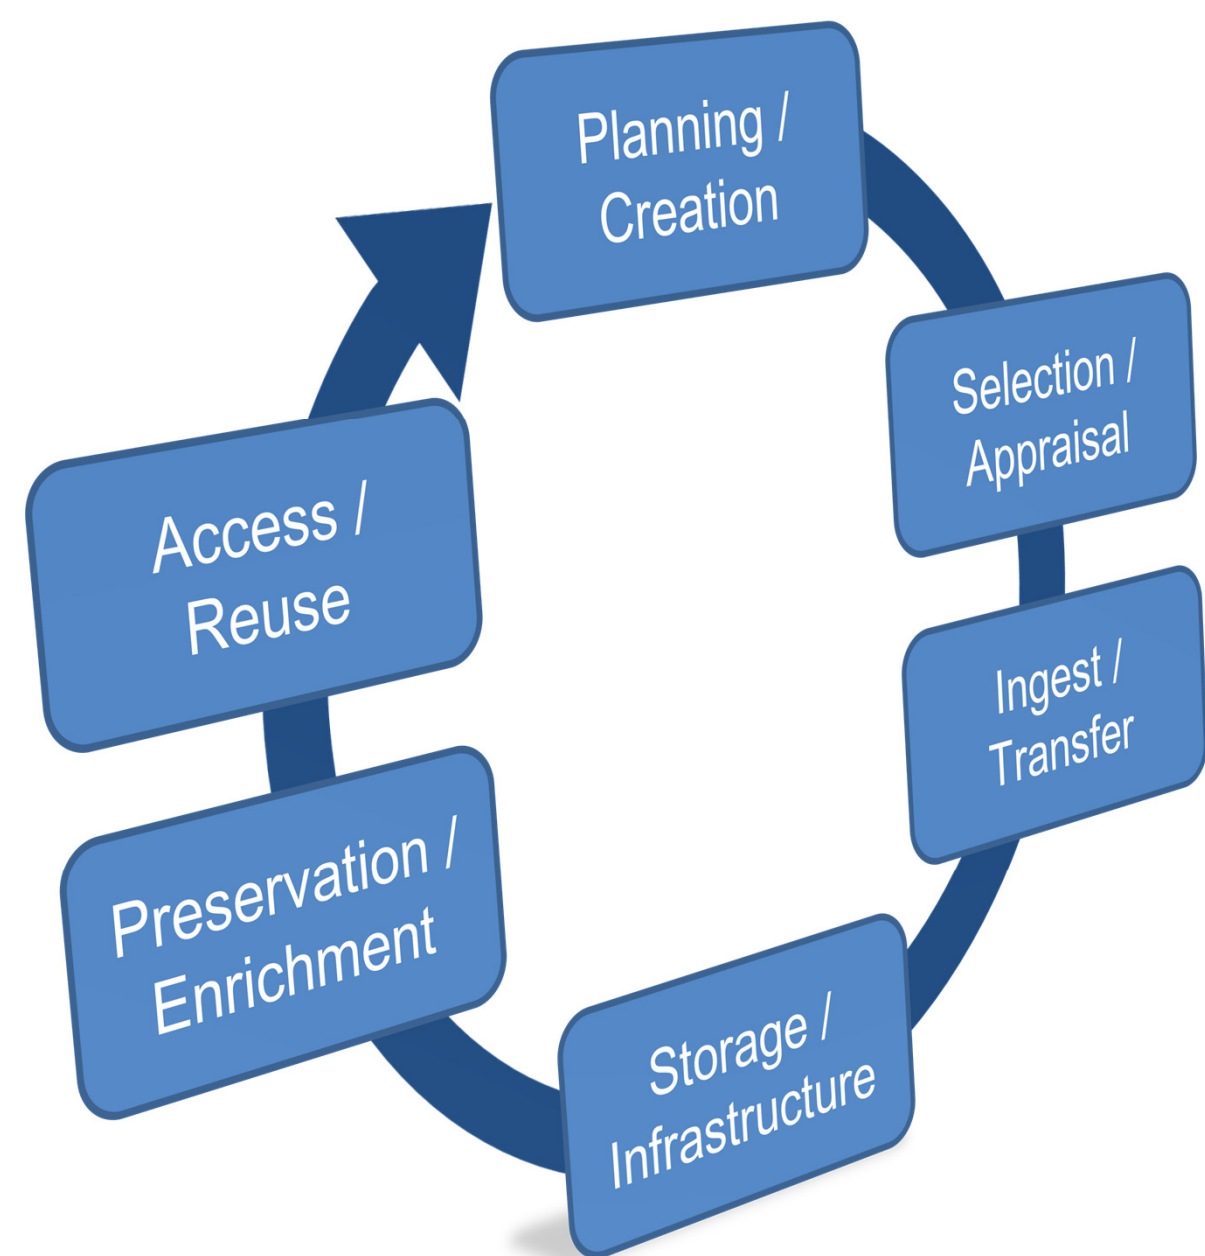 Planning /
Creation
Selection /
Appraisal
Ingest /
Transfer
Storage /
Infrastructure
Preservation /
Enrichment
Access /
Reuse